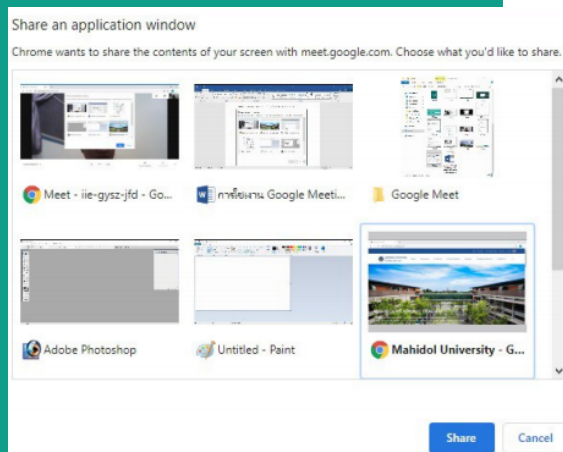 Share an application window
Chrome wants to share the contents of your screen with meet.google.com. Choose what you'd like to share.
Meet - iie-gysz-jfd - Go...
การใช้งาน Google Meeti...
Google Meet
Adobe Photoshop
Untitled - Paint
Mahidol University - G...
Share
Cancel